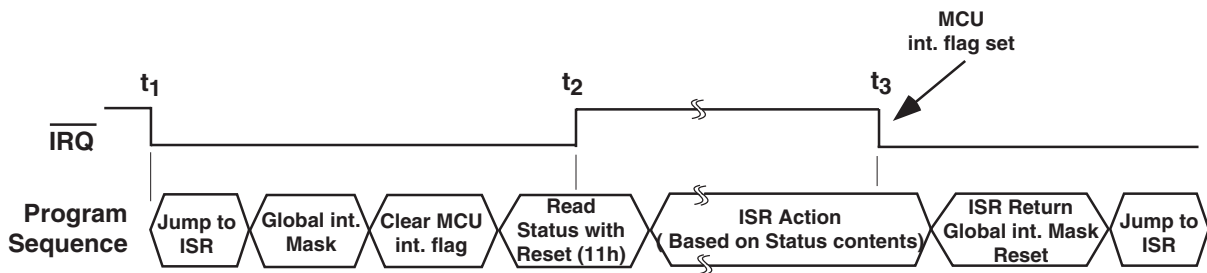 MCU
int. flag set
t1
t2
t3
IRQ
Program
Sequence
Jump to
ISR
Global int.
Mask
Clear MCU
int. flag
Read
Status with
Reset (11h)
ISR Action
( Based on Status contents)
ISR Return
Global int. Mask
Reset
Jump to
ISR